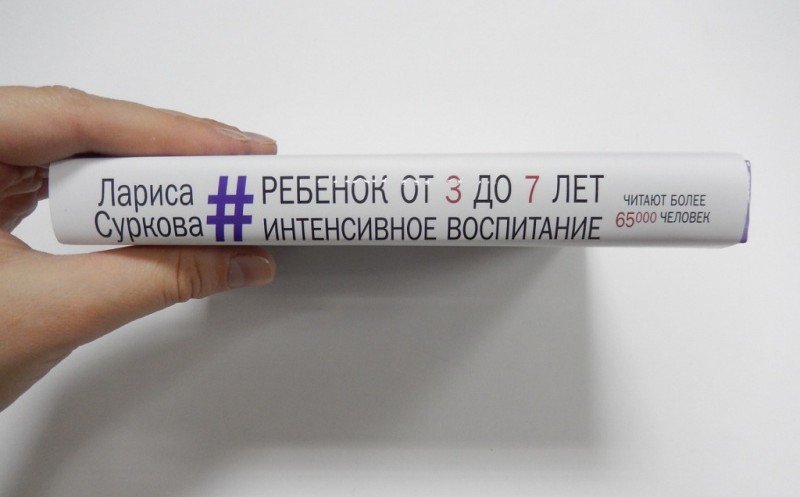 Лариса
Суркова
#
РЕБЕНОК ОТ 3 ДО 7 ЛЕТ
ИНТЕНСИВНОЕ ВОСПИТАНИЕ
ЧИТАЮТ БОЛЕЕ
65000 ЧЕЛОВЕК